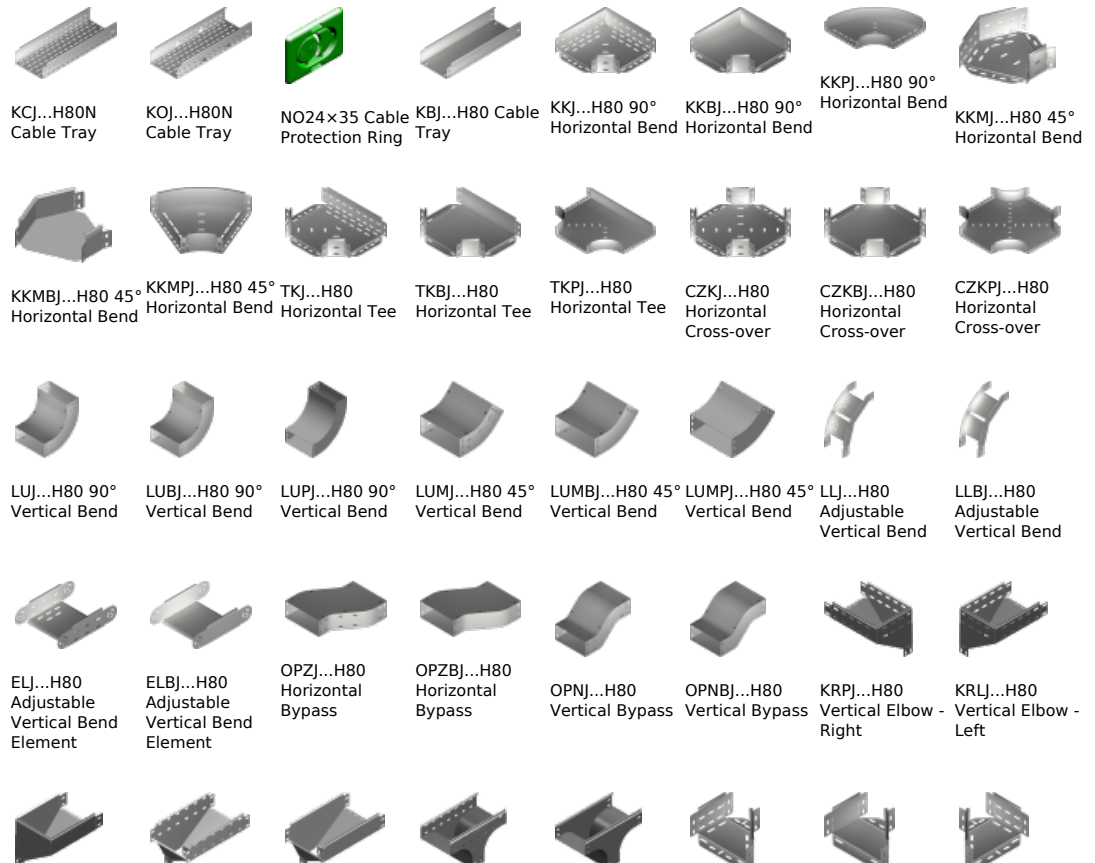 KCJ...H80N
Cable Tray
KOJ...H80N
Cable Tray
NO24×35 Cable
Protection Ring
KBJ...H80 Cable
Tray
KKJ...H80 90°
Horizontal Bend
KKBJ...H80 90°
Horizontal Bend
KKPJ...H80 90°
Horizontal Bend
KKMJ...H80 45°
Horizontal Bend
KKMBJ...H80 45°
Horizontal Bend
KKMPJ...H80 45°
Horizontal Bend
TKJ...H80
Horizontal Tee
TKBJ...H80
Horizontal Tee
TKPJ...H80
Horizontal Tee
CZKJ...H80
Horizontal
Cross-over
CZKBJ...H80
Horizontal
Cross-over
CZKPJ...H80
Horizontal
Cross-over
LUJ...H80 90°
Vertical Bend
LUBJ...H80 90°
Vertical Bend
LUPJ...H80 90°
Vertical Bend
LUMJ...H80 45°
Vertical Bend
LUMBJ...H80 45°
Vertical Bend
LUMPJ...H80 45°
Vertical Bend
LLJ...H80
Adjustable
Vertical Bend
LLBJ...H80
Adjustable
Vertical Bend
ELJ...H80
Adjustable
Vertical Bend
Element
ELBJ...H80
Adjustable
Vertical Bend
Element
OPZJ...H80
Horizontal
Bypass
OPZBJ...H80
Horizontal
Bypass
OPNJ...H80
Vertical Bypass
OPNBJ...H80
Vertical Bypass
KRPJ...H80
Vertical Elbow -
Right
KRLJ...H80
Vertical Elbow -
Left